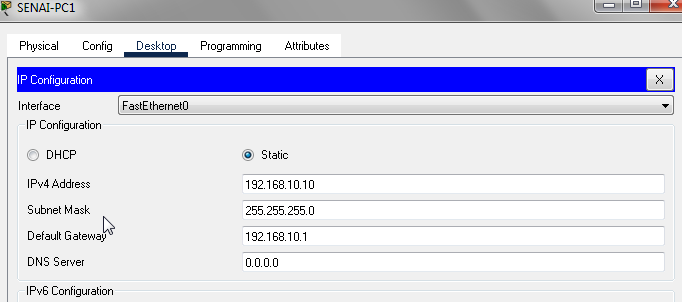 SENAI-PC1
Physical Config Desktop Programming Attributes
IP Configuration X
Interface FastEthernet0
IP Configuration
DHCP Static
IPv4 Address 192.168.10.10
Subnet Mask 255.255.255.0
Default Gateway 192.168.10.1
DNS Server 0.0.0.0
IPv6 Configuration